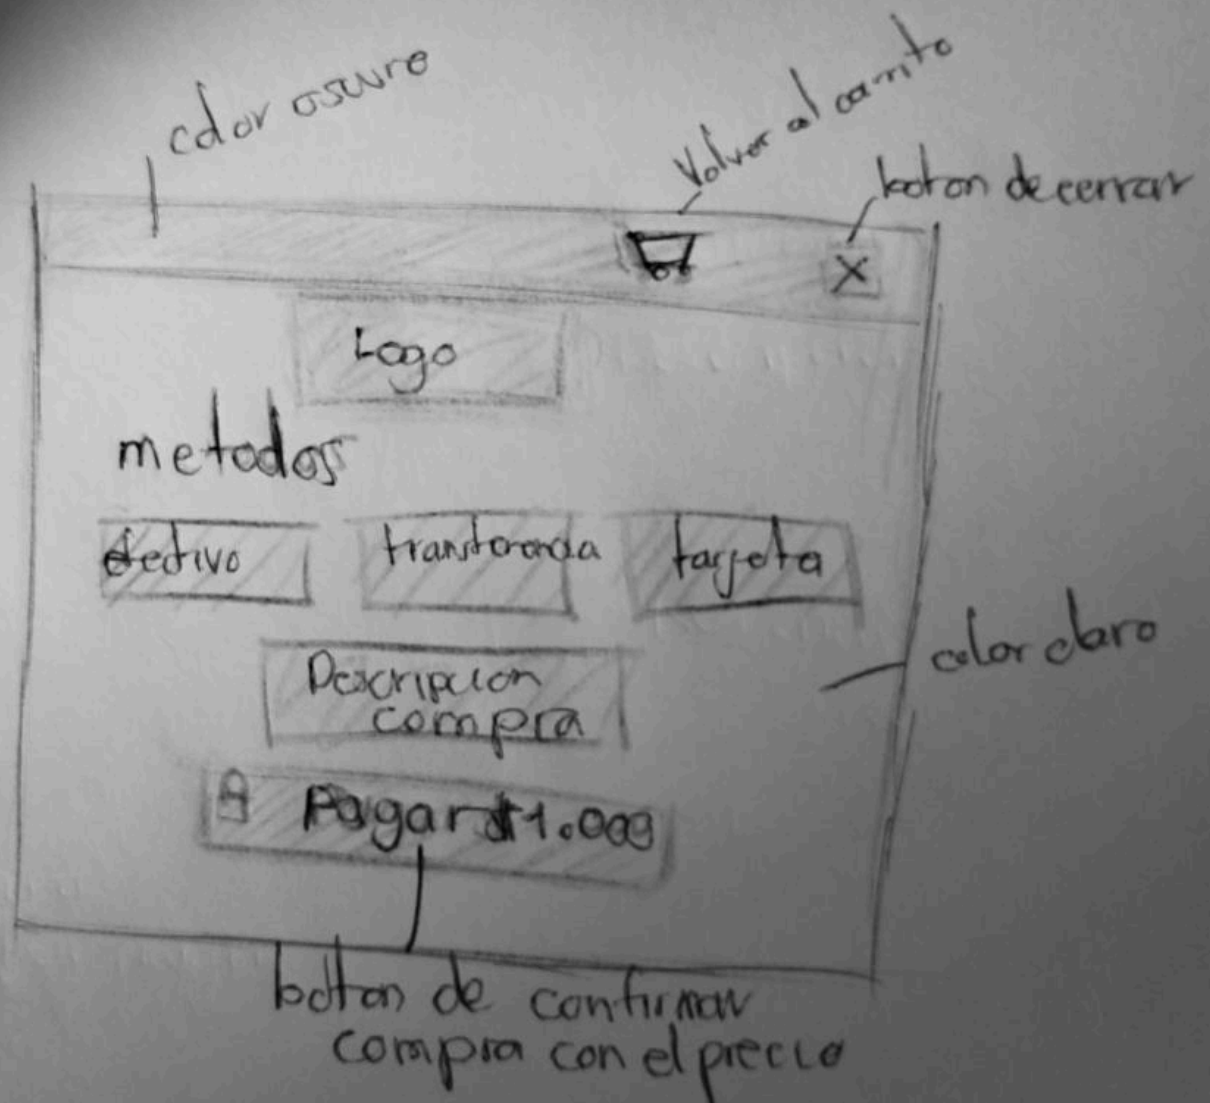 color oscuro
Volver al carrito
boton de cerrar
X
Logo
metodos
efectivo
transferencia
tarjeta
color claro
Descripcion
compra
Pagar $1.000
botton de confirmar
compra con el precio